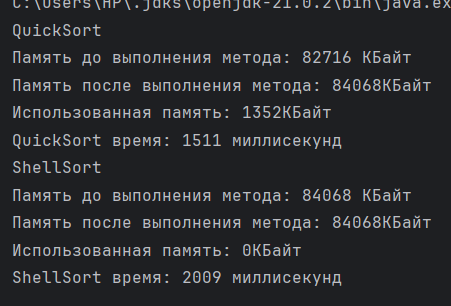 C:\Users\HP\.jdks\openjdk-21.0.2\bin\java.ex
QuickSort
Память до выполнения метода: 82716 КБайт
Память после выполнения метода: 84068КБайт
Использованная память: 1352КБайт
QuickSort время: 1511 миллисекунд
ShellSort
Память до выполнения метода: 84068 КБайт
Память после выполнения метода: 84068КБайт
Использованная память: 0КБайт
ShellSort время: 2009 миллисекунд